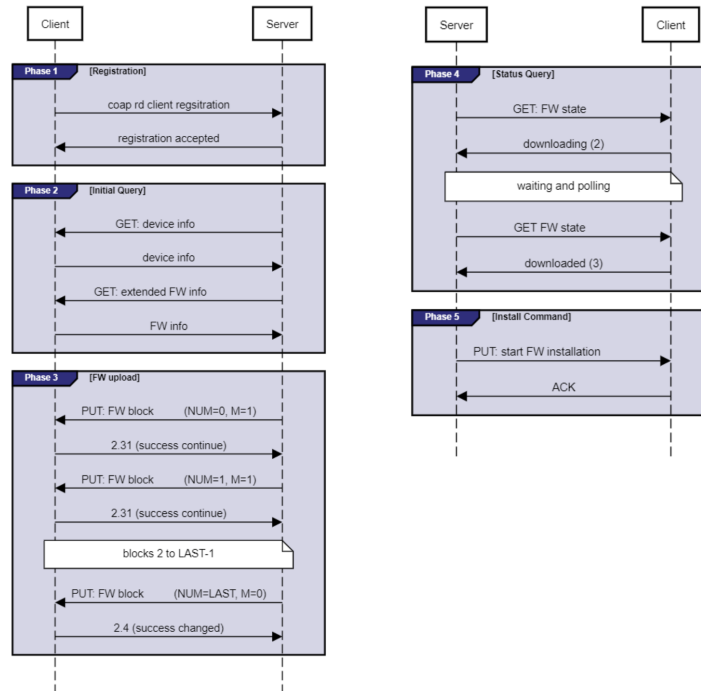 Client Server
Phase 1 [Registration]
coap rd client regsitration
registration accepted
Phase 2 [Initial Query]
GET: device info
device info
GET: extended FW info
FW info
Phase 3 [FW upload]
PUT: FW block (NUM=0, M=1)
2.31 (success continue)
PUT: FW block (NUM=1, M=1)
2.31 (success continue)
blocks 2 to LAST-1
PUT: FW block (NUM=LAST, M=0)
2.4 (success changed)
Server Client
Phase 4 [Status Query]
GET: FW state
downloading (2)
waiting and polling
GET FW state
downloaded (3)
Phase 5 [Install Command]
PUT: start FW installation
ACK